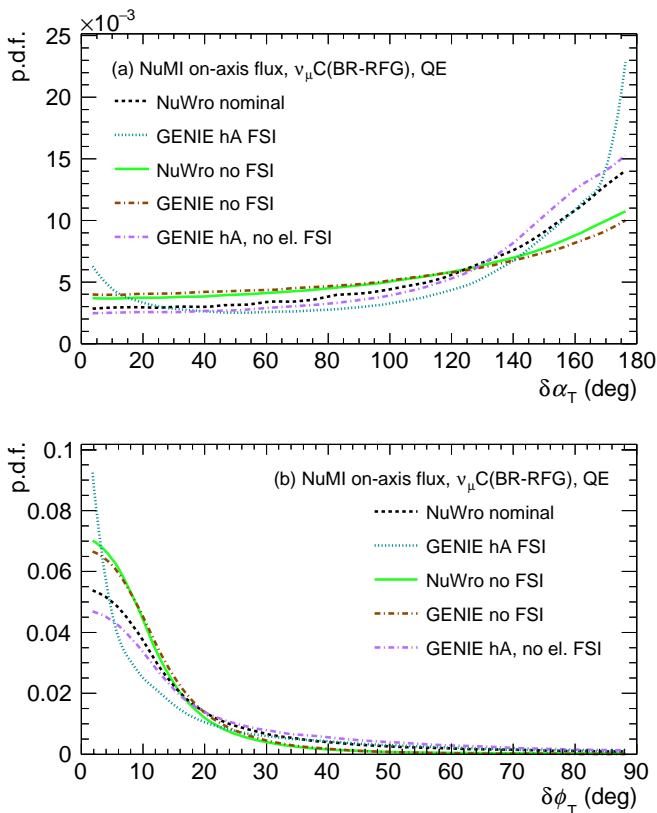 ×10⁻³
p.d.f.
25
20
15
10
5
0
(a) NuMI on-axis flux, ν_μC(BR-RFG), QE
NuWro nominal
GENIE hA FSI
NuWro no FSI
GENIE no FSI
GENIE hA, no el. FSI
0 20 40 60 80 100 120 140 160 180
δα_T (deg)
p.d.f.
0.1
0.08
0.06
0.04
0.02
0
(b) NuMI on-axis flux, ν_μC(BR-RFG), QE
NuWro nominal
GENIE hA FSI
NuWro no FSI
GENIE no FSI
GENIE hA, no el. FSI
0 10 20 30 40 50 60 70 80 90
δϕ_T (deg)